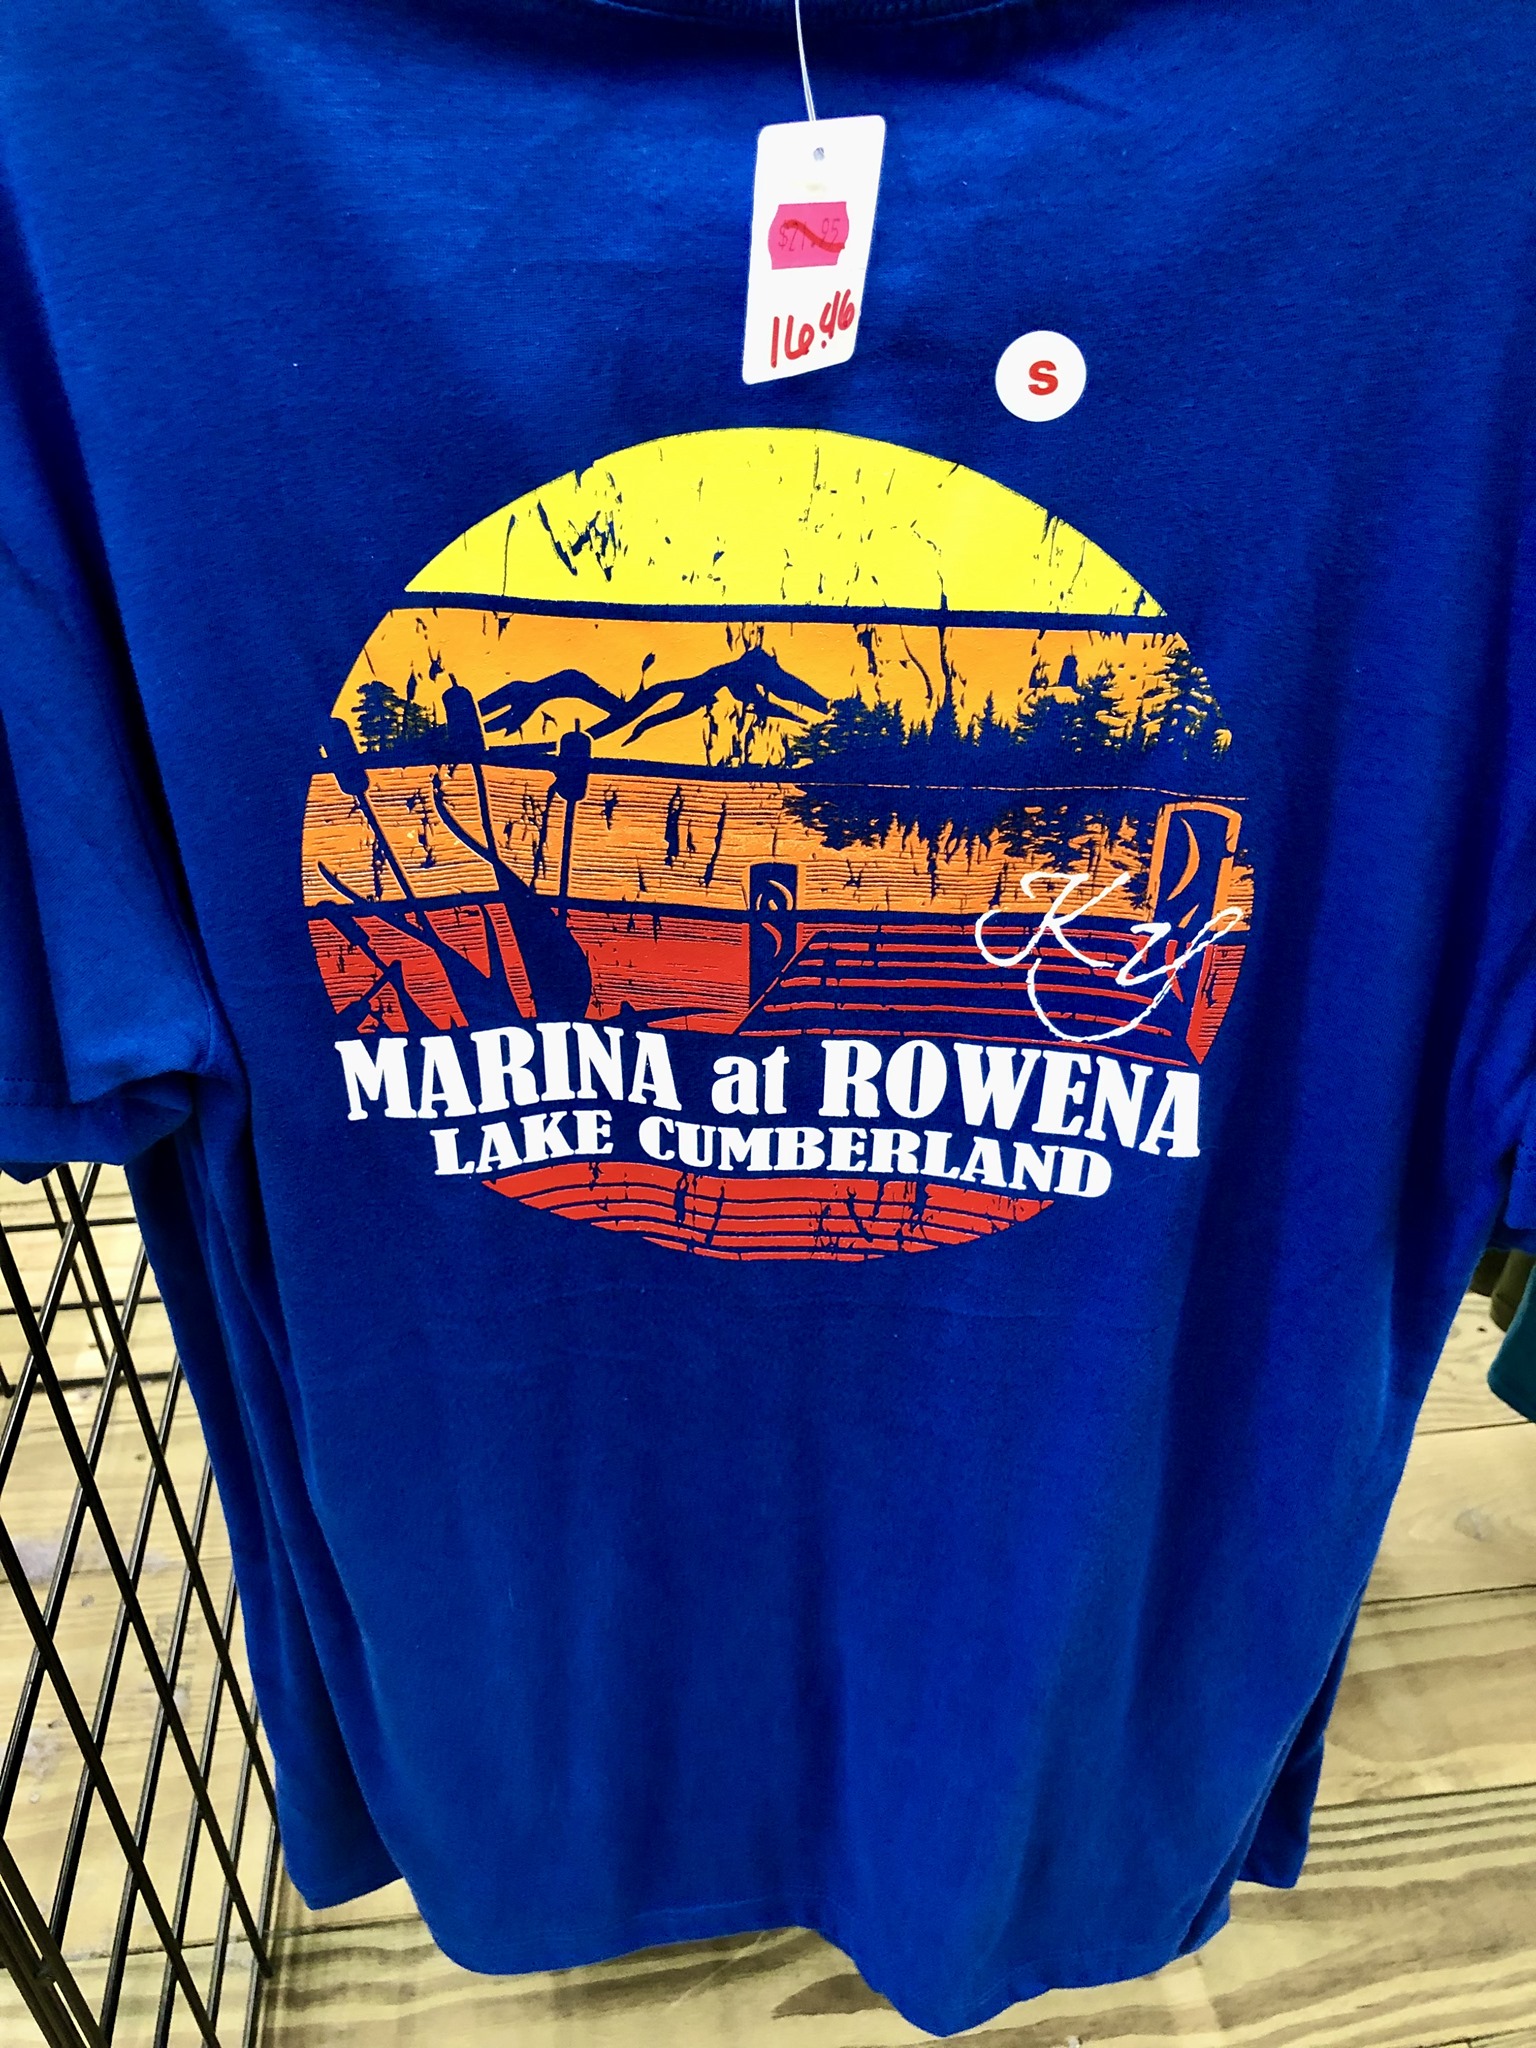 $21.95
16.46
S
Ky
MARINA at ROWENA
LAKE CUMBERLAND